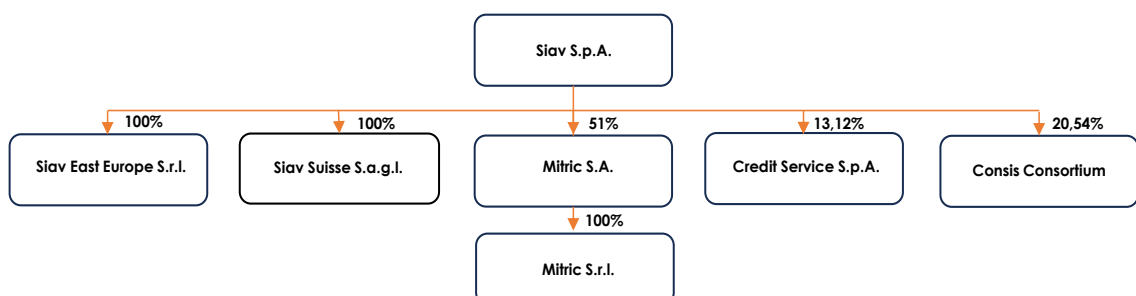 Siav S.p.A.
100%
100%
51%
13,12%
20,54%
Siav East Europe S.r.l.
Siav Suisse S.a.g.l.
Mitric S.A.
Credit Service S.p.A.
Consis Consortium
100%
Mitric S.r.l.